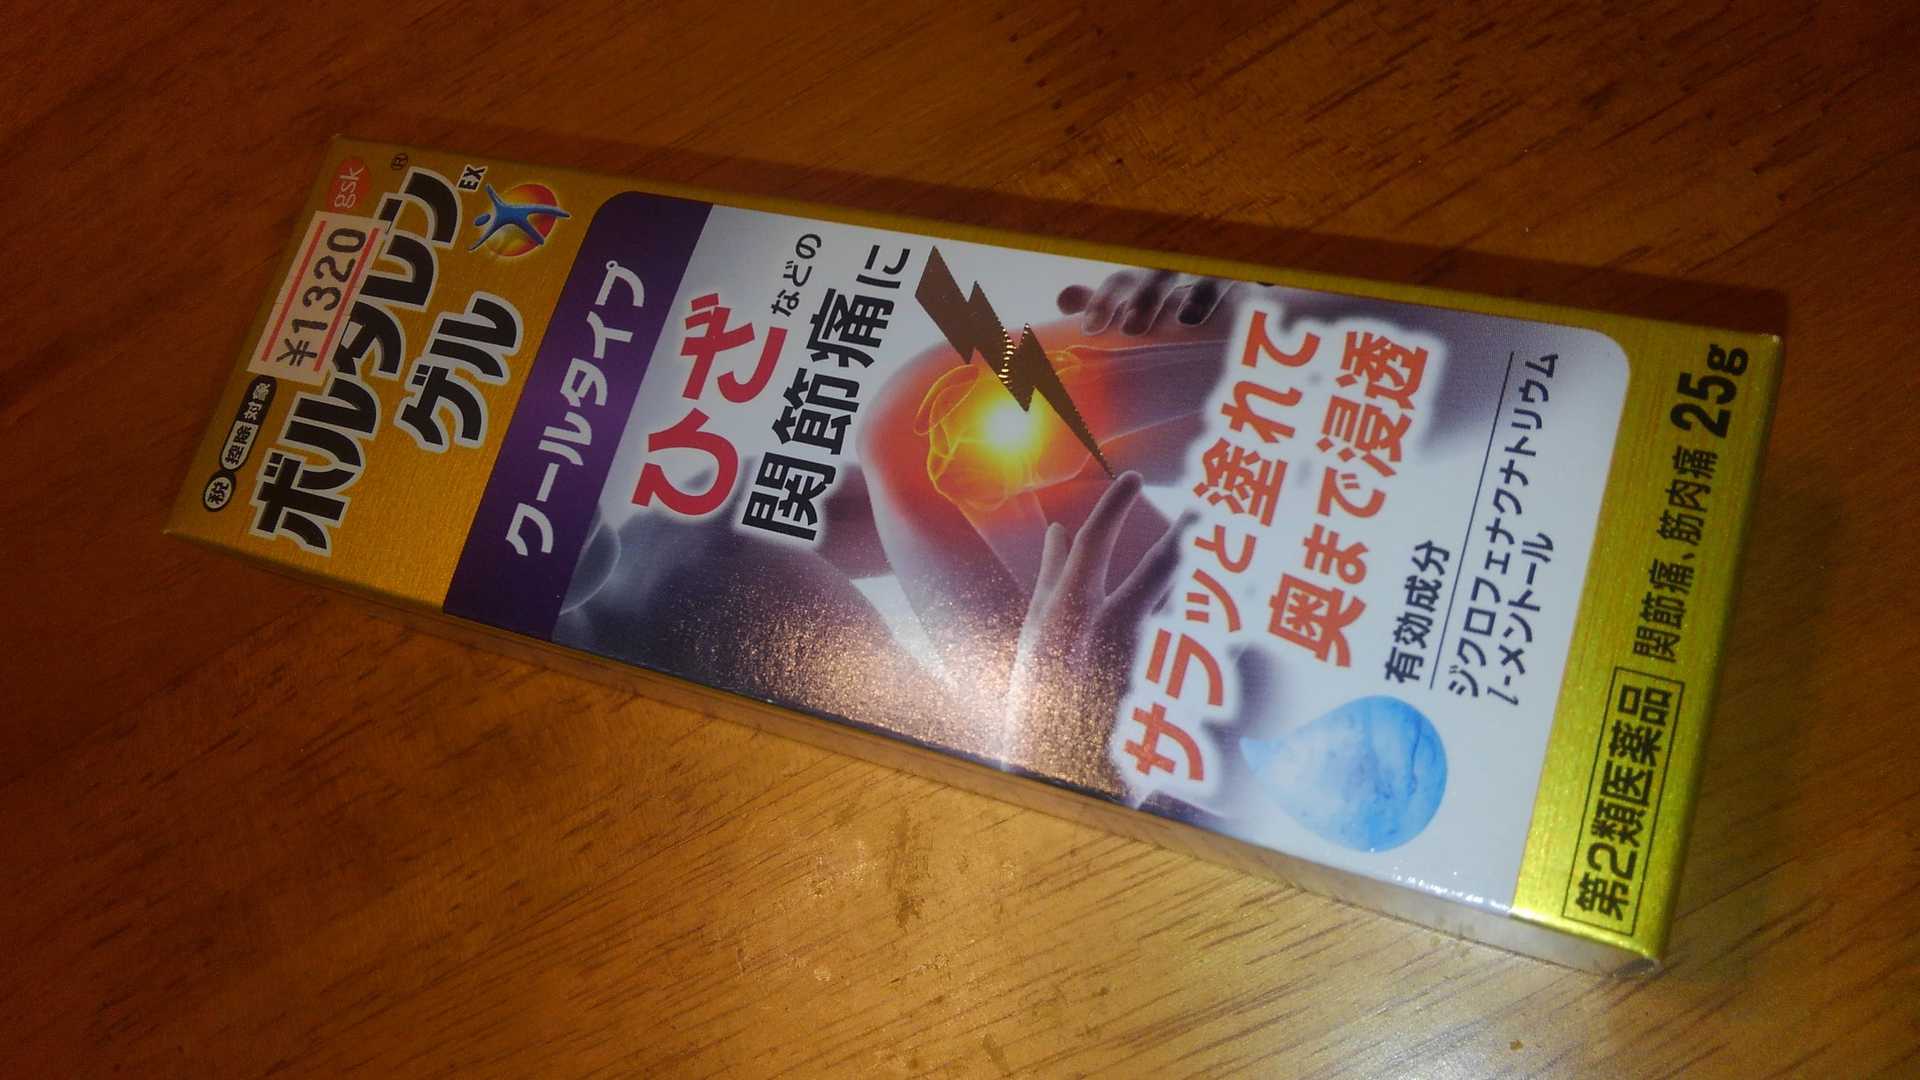 gsk
¥1320
税 控除 対象
ボルタレン® EX
ゲル
クールタイプ
ひざなどの
関節痛に
サラッと塗れて
奥まで浸透
有効成分
ジクロフェナクナトリウム
l-メントール
第2類医薬品 関節痛、筋肉痛 25g